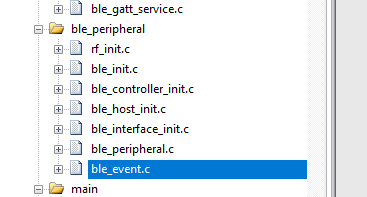 ble_gatt_service.c
ble_peripheral
rf_init.c
ble_init.c
ble_controller_init.c
ble_host_init.c
ble_interface_init.c
ble_peripheral.c
ble_event.c
main